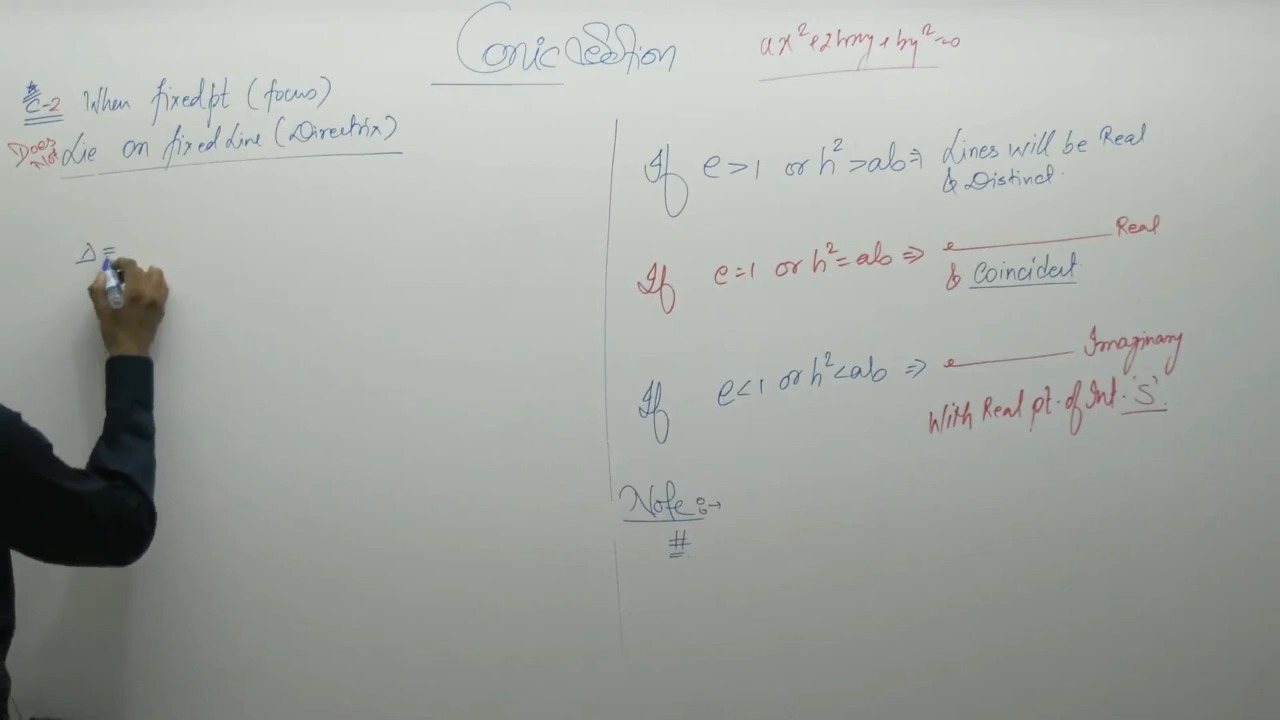 Conic Section
ax²+2hxy+by²=0
C-2 When fixed pt (focus)
Does Not Lie on fixed Line (Directrix)
Δ =
If e>1 or h²>ab ⇒ Lines will be Real
& Distinct.
If e=1 or h²=ab ⇒ Real
& Coincident
If e<1 or h²<ab ⇒ Imaginary
With Real pt. of Int. 'S'.
Note :→
#